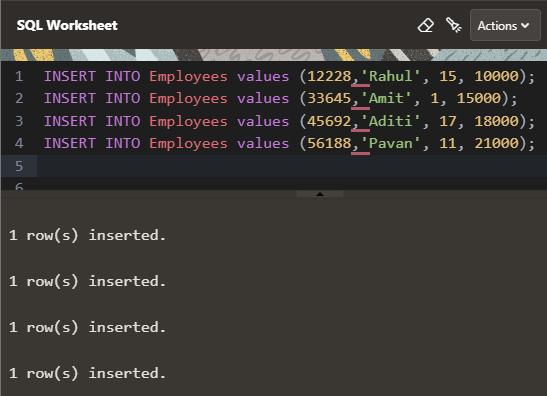 SQL Worksheet
Actions
1 INSERT INTO Employees values (12228,'Rahul', 15, 10000);
2 INSERT INTO Employees values (33645,'Amit', 1, 15000);
3 INSERT INTO Employees values (45692,'Aditi', 17, 18000);
4 INSERT INTO Employees values (56188,'Pavan', 11, 21000);
5
6
1 row(s) inserted.
1 row(s) inserted.
1 row(s) inserted.
1 row(s) inserted.